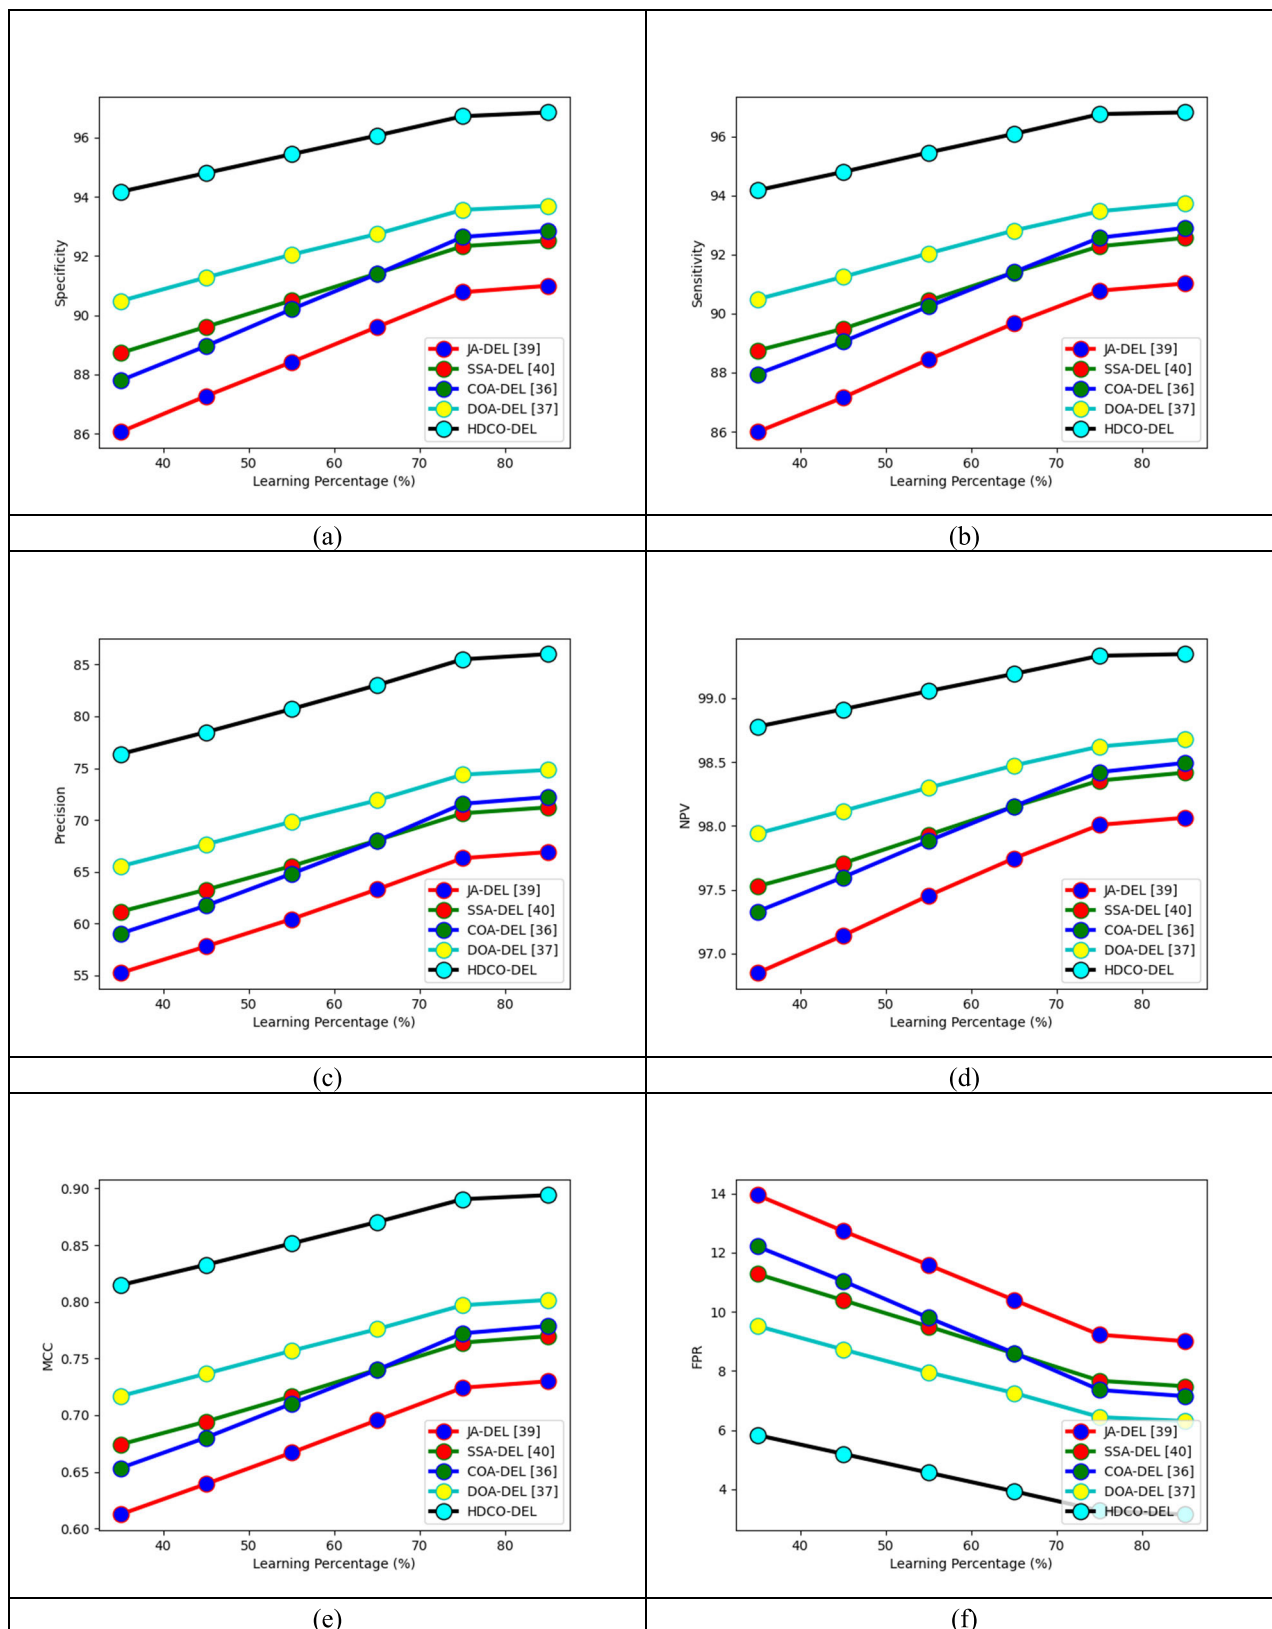 96
94
92
90
88
86
Specificity
40 50 60 70 80
Learning Percentage (%)
JA-DEL [39]
SSA-DEL [40]
COA-DEL [36]
DOA-DEL [37]
HDCO-DEL
96
94
92
90
88
86
Sensitivity
40 50 60 70 80
Learning Percentage (%)
JA-DEL [39]
SSA-DEL [40]
COA-DEL [36]
DOA-DEL [37]
HDCO-DEL
(a)
(b)
85
80
75
70
65
60
55
Precision
40 50 60 70 80
Learning Percentage (%)
JA-DEL [39]
SSA-DEL [40]
COA-DEL [36]
DOA-DEL [37]
HDCO-DEL
99.0
98.5
98.0
97.5
97.0
NPV
40 50 60 70 80
Learning Percentage (%)
JA-DEL [39]
SSA-DEL [40]
COA-DEL [36]
DOA-DEL [37]
HDCO-DEL
(c)
(d)
0.90
0.85
0.80
0.75
0.70
0.65
0.60
MCC
40 50 60 70 80
Learning Percentage (%)
JA-DEL [39]
SSA-DEL [40]
COA-DEL [36]
DOA-DEL [37]
HDCO-DEL
14
12
10
8
6
4
FPR
40 50 60 70 80
Learning Percentage (%)
JA-DEL [39]
SSA-DEL [40]
COA-DEL [36]
DOA-DEL [37]
HDCO-DEL
(e)
(f)